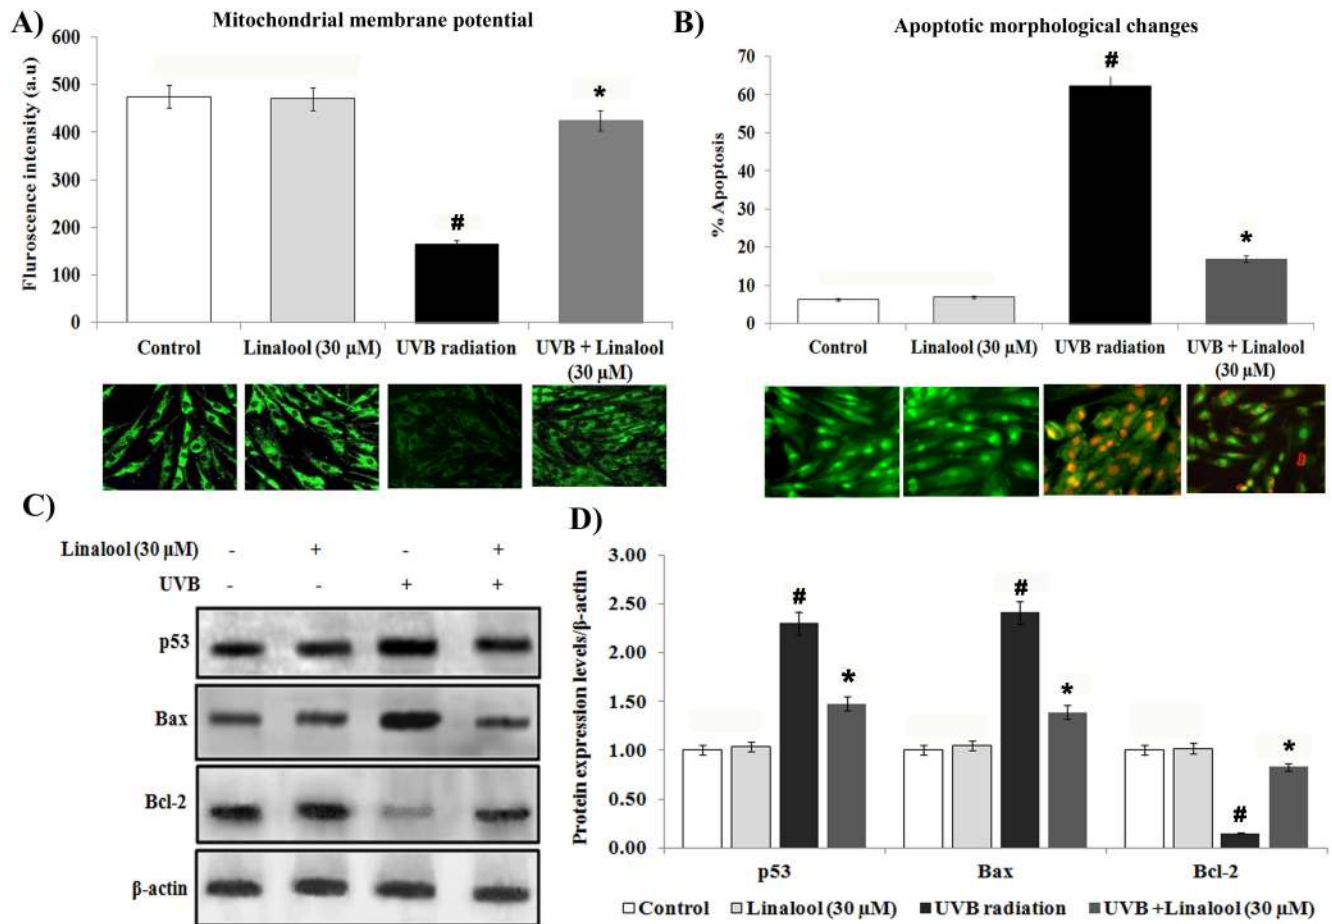 A)
Mitochondrial membrane potential
Fluroscence intensity (a.u)
600
500
400
300
200
100
0
#
*
Control
Linalool (30 µM)
UVB radiation
UVB + Linalool
(30 µM)
B)
Apoptotic morphological changes
% Apoptosis
70
60
50
40
30
20
10
0
#
*
Control
Linalool (30 µM)
UVB radiation
UVB + Linalool
(30 µM)
C)
Linalool (30 µM) - + - +
UVB - - + +
p53
Bax
Bcl-2
β-actin
D)
Protein expression levels/β-actin
3.00
2.50
2.00
1.50
1.00
0.50
0.00
# *
# *
# *
p53 Bax Bcl-2
Control Linalool (30 µM) UVB radiation UVB +Linalool (30 µM)